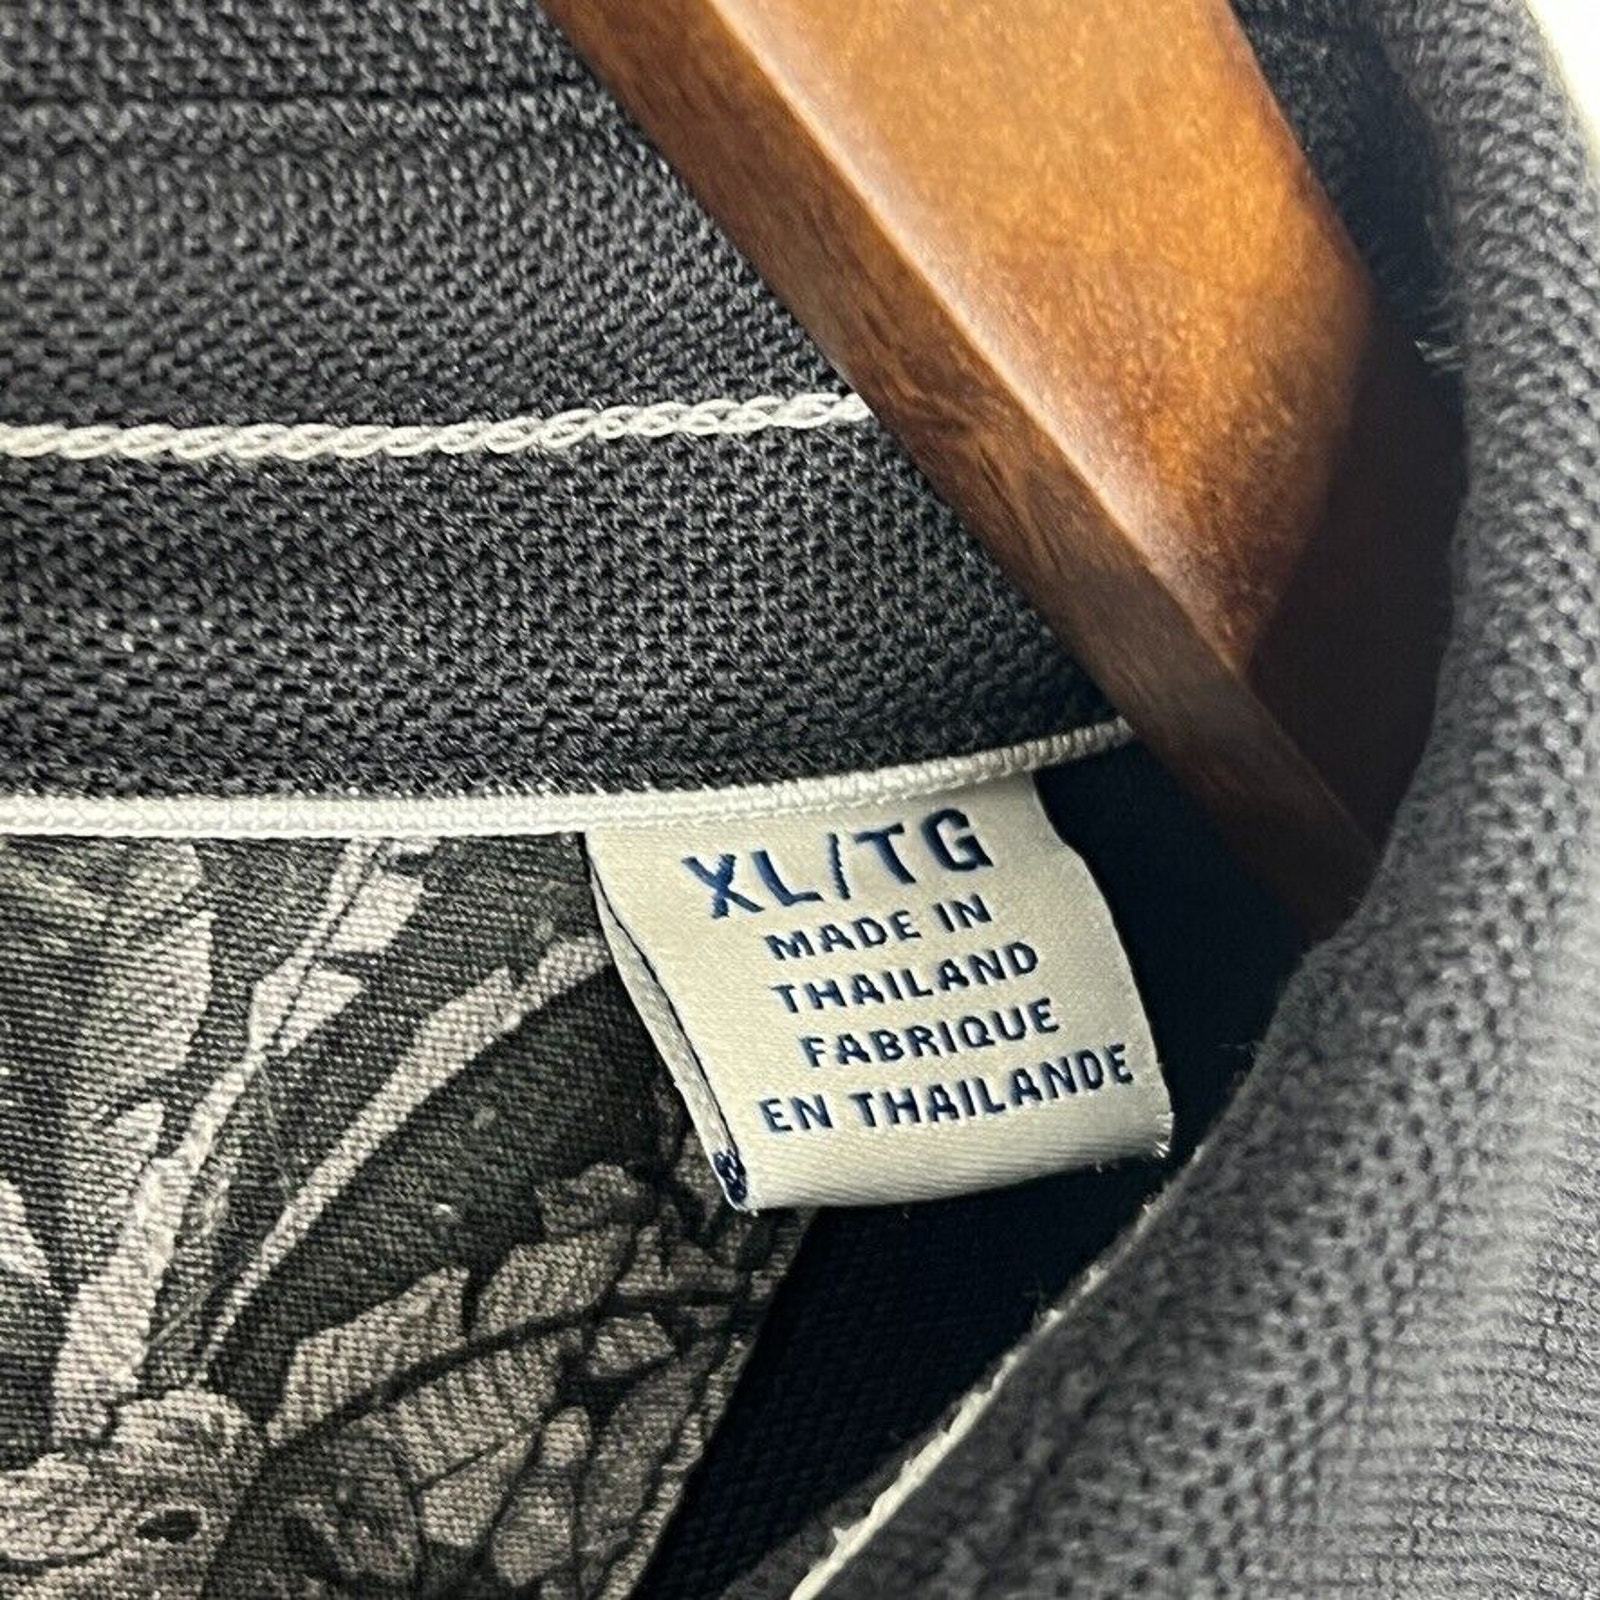 XL/TG
MADE IN
THAILAND
FABRIQUE
EN THAILANDE